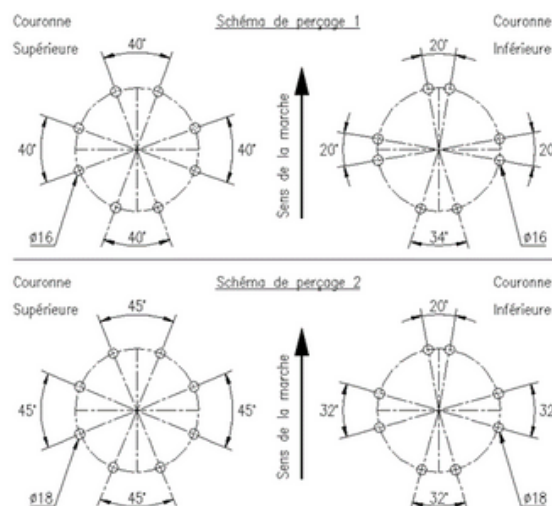 Couronne
Supérieure
Schéma de perçage 1
Couronne
Inférieure
40°
20°
40°
40°
20°
20°
Sens de la marche
ø16
40°
34°
ø16
Couronne
Supérieure
Schéma de perçage 2
Couronne
Inférieure
45°
20°
45°
45°
32°
32°
Sens de la marche
ø18
45°
32°
ø18